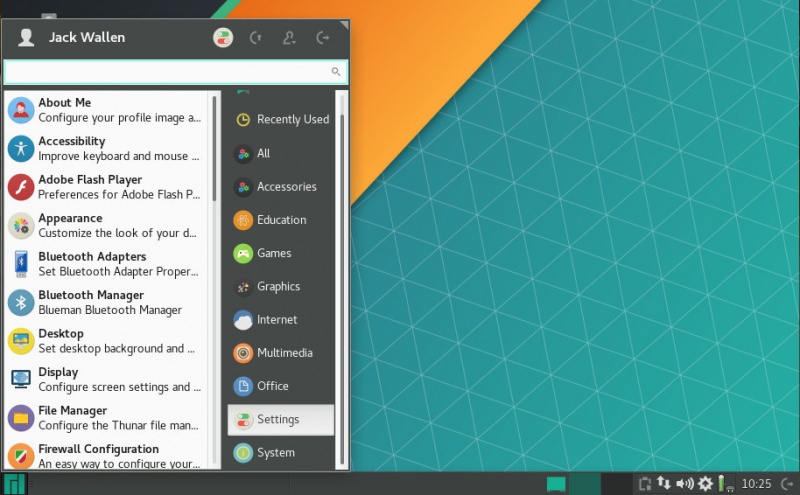 Jack Wallen
About Me
Configure your profile image a...
Accessibility
Improve keyboard and mouse ...
Adobe Flash Player
Preferences for Adobe Flash P...
Appearance
Customize the look of your d...
Bluetooth Adapters
Set Bluetooth Adapter Proper...
Bluetooth Manager
Blueman Bluetooth Manager
Desktop
Set desktop background and ...
Display
Configure screen settings and ...
File Manager
Configure the Thunar file man...
Firewall Configuration
An easy way to configure your...
Recently Used
All
Accessories
Education
Games
Graphics
Internet
Multimedia
Office
Settings
System
10:25